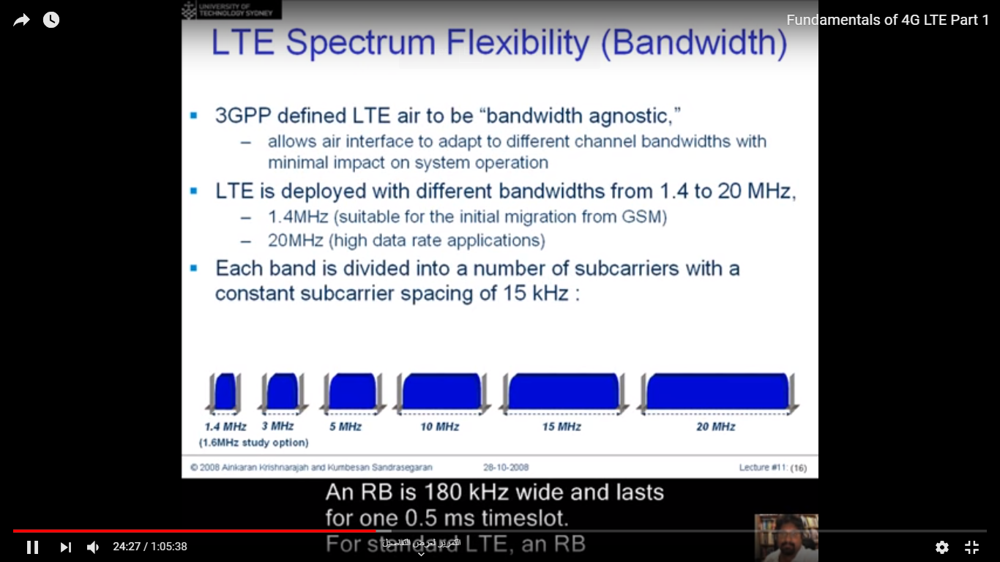 UNIVERSITY OF
TECHNOLOGY SYDNEY
Fundamentals of 4G LTE Part 1
LTE Spectrum Flexibility (Bandwidth)
▪ 3GPP defined LTE air to be “bandwidth agnostic,”
– allows air interface to adapt to different channel bandwidths with
minimal impact on system operation
▪ LTE is deployed with different bandwidths from 1.4 to 20 MHz,
– 1.4MHz (suitable for the initial migration from GSM)
– 20MHz (high data rate applications)
▪ Each band is divided into a number of subcarriers with a
constant subcarrier spacing of 15 kHz :
1.4 MHz 3 MHz 5 MHz 10 MHz 15 MHz 20 MHz
(1.6MHz study option)
© 2008 Ainkaran Krishnarajah and Kumbesan Sandrasegaran 28-10-2008 Lecture #11: (16)
An RB is 180 kHz wide and lasts
for one 0.5 ms timeslot.
For standard LTE, an RB
التمرير لعرض التفاصيل
24:27 / 1:05:38